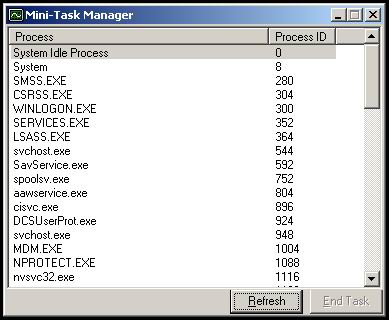 Mini-Task Manager
Process Process ID
System Idle Process 0
System 8
SMSS.EXE 280
CSRSS.EXE 304
WINLOGON.EXE 300
SERVICES.EXE 352
LSASS.EXE 364
svchost.exe 544
SavService.exe 592
spoolsv.exe 752
aawservice.exe 804
cisvc.exe 896
DCSUserProt.exe 924
svchost.exe 948
MDM.EXE 1004
NPROTECT.EXE 1088
nvsvc32.exe 1116
Refresh End Task